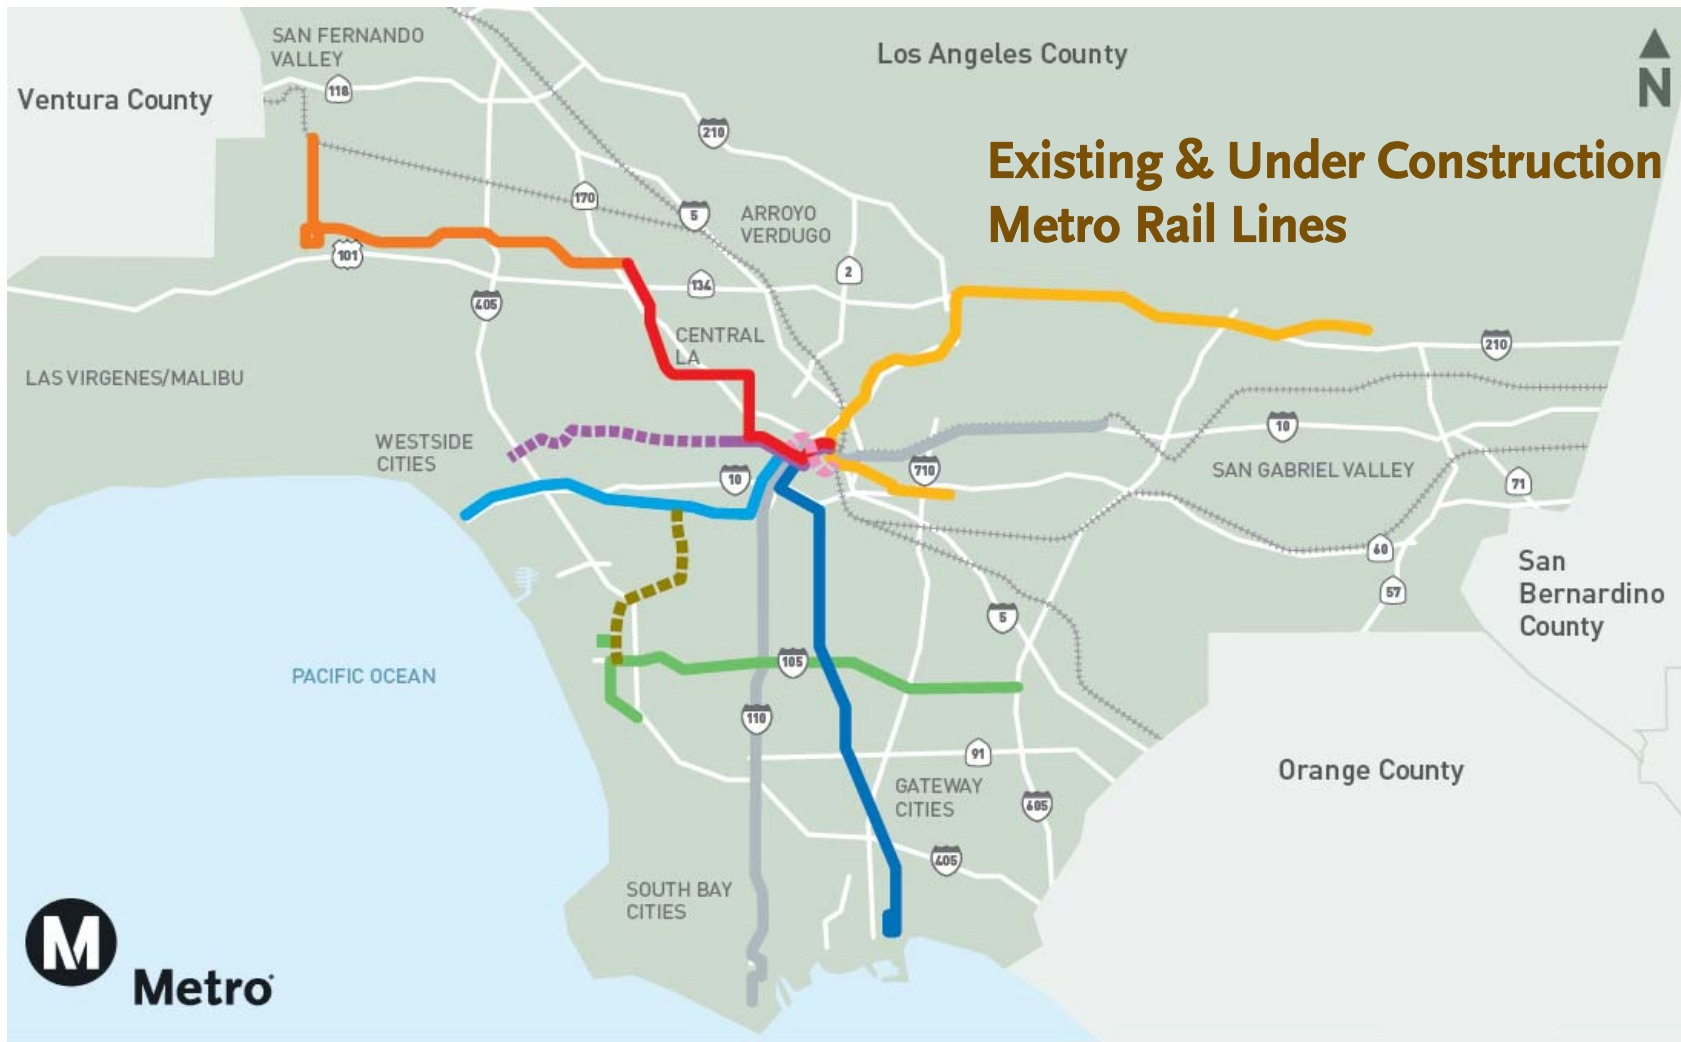 SAN FERNANDO
VALLEY
Los Angeles County
N
Ventura County
118
210
Existing & Under Construction
Metro Rail Lines
170
5
ARROYO
VERDUGO
101
2
134
405
CENTRAL
LA
210
LAS VIRGENES/MALIBU
WESTSIDE
CITIES
10
10
710
SAN GABRIEL VALLEY
71
60
San
Bernardino
County
57
5
PACIFIC OCEAN
105
110
91
Orange County
GATEWAY
CITIES
605
405
SOUTH BAY
CITIES
M
Metro